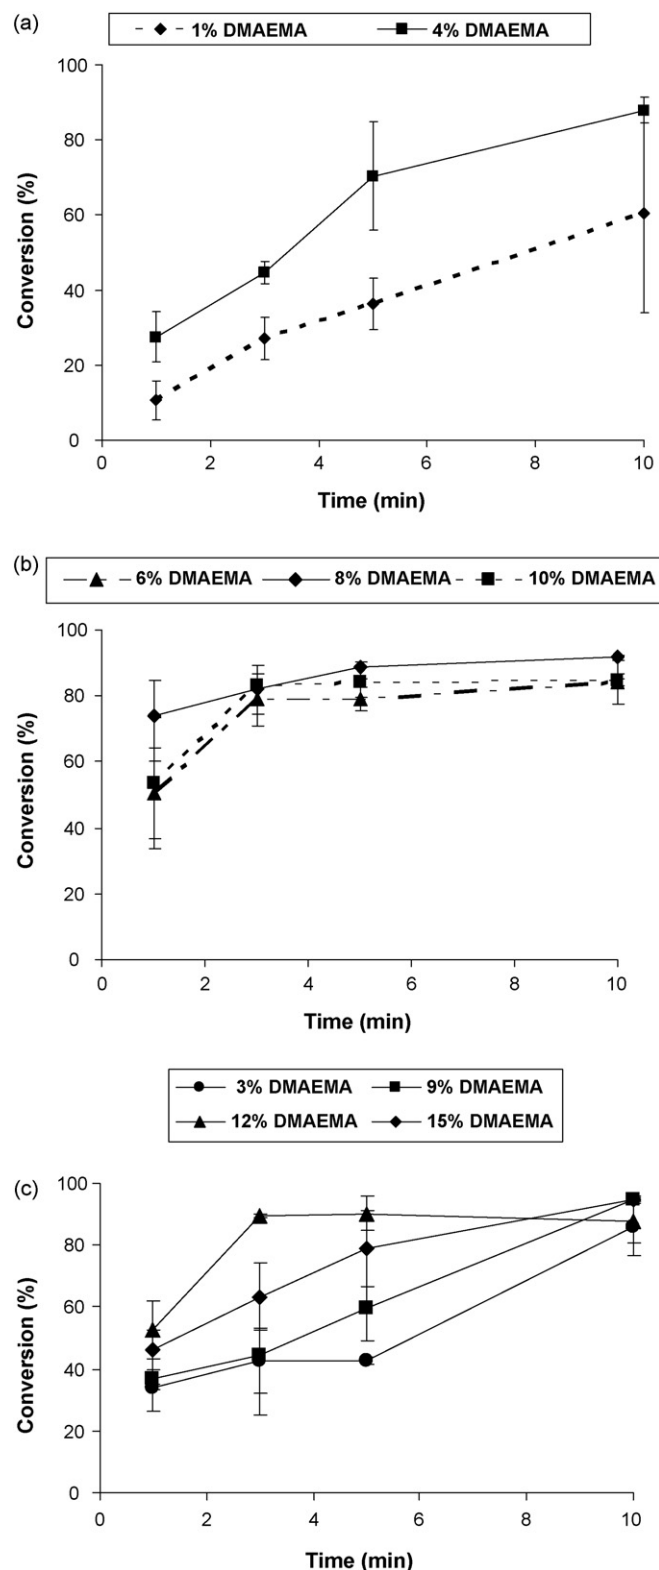 (a)
1% DMAEMA 4% DMAEMA
100
80
60
40
20
0
0 2 4 6 8 10
Conversion (%)
Time (min)
(b)
6% DMAEMA 8% DMAEMA 10% DMAEMA
100
80
60
40
20
0
0 2 4 6 8 10
Conversion (%)
Time (min)
3% DMAEMA 9% DMAEMA
12% DMAEMA 15% DMAEMA
(c)
100
80
60
40
20
0
0 2 4 6 8 10
Conversion (%)
Time (min)